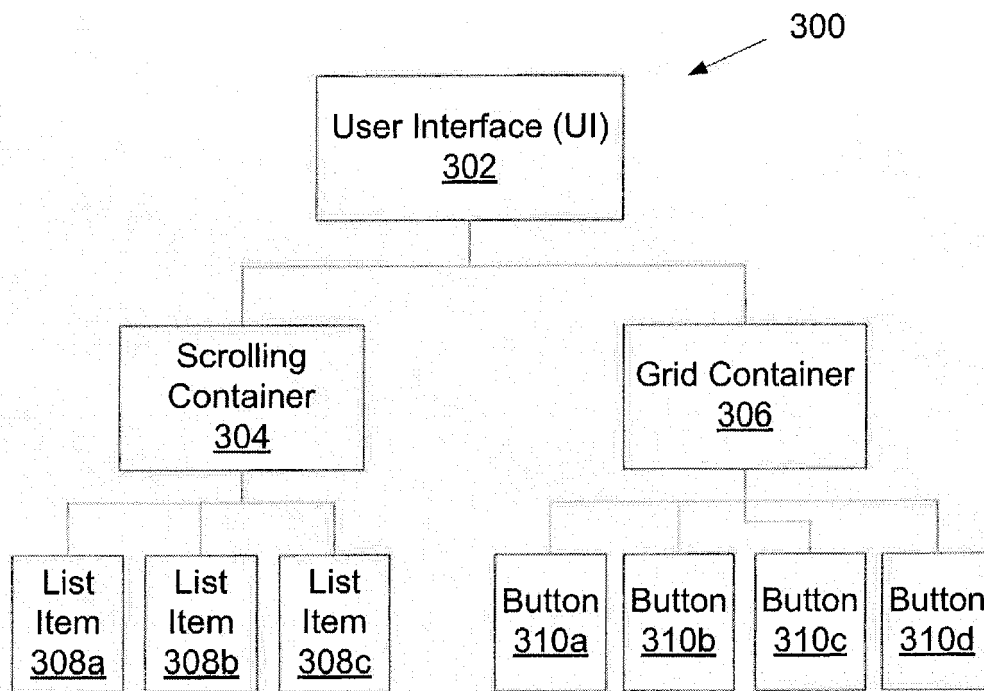 300
User Interface (UI)
302
Scrolling
Container
304
Grid Container
306
List
Item
308a
List
Item
308b
List
Item
308c
Button
310a
Button
310b
Button
310c
Button
310d